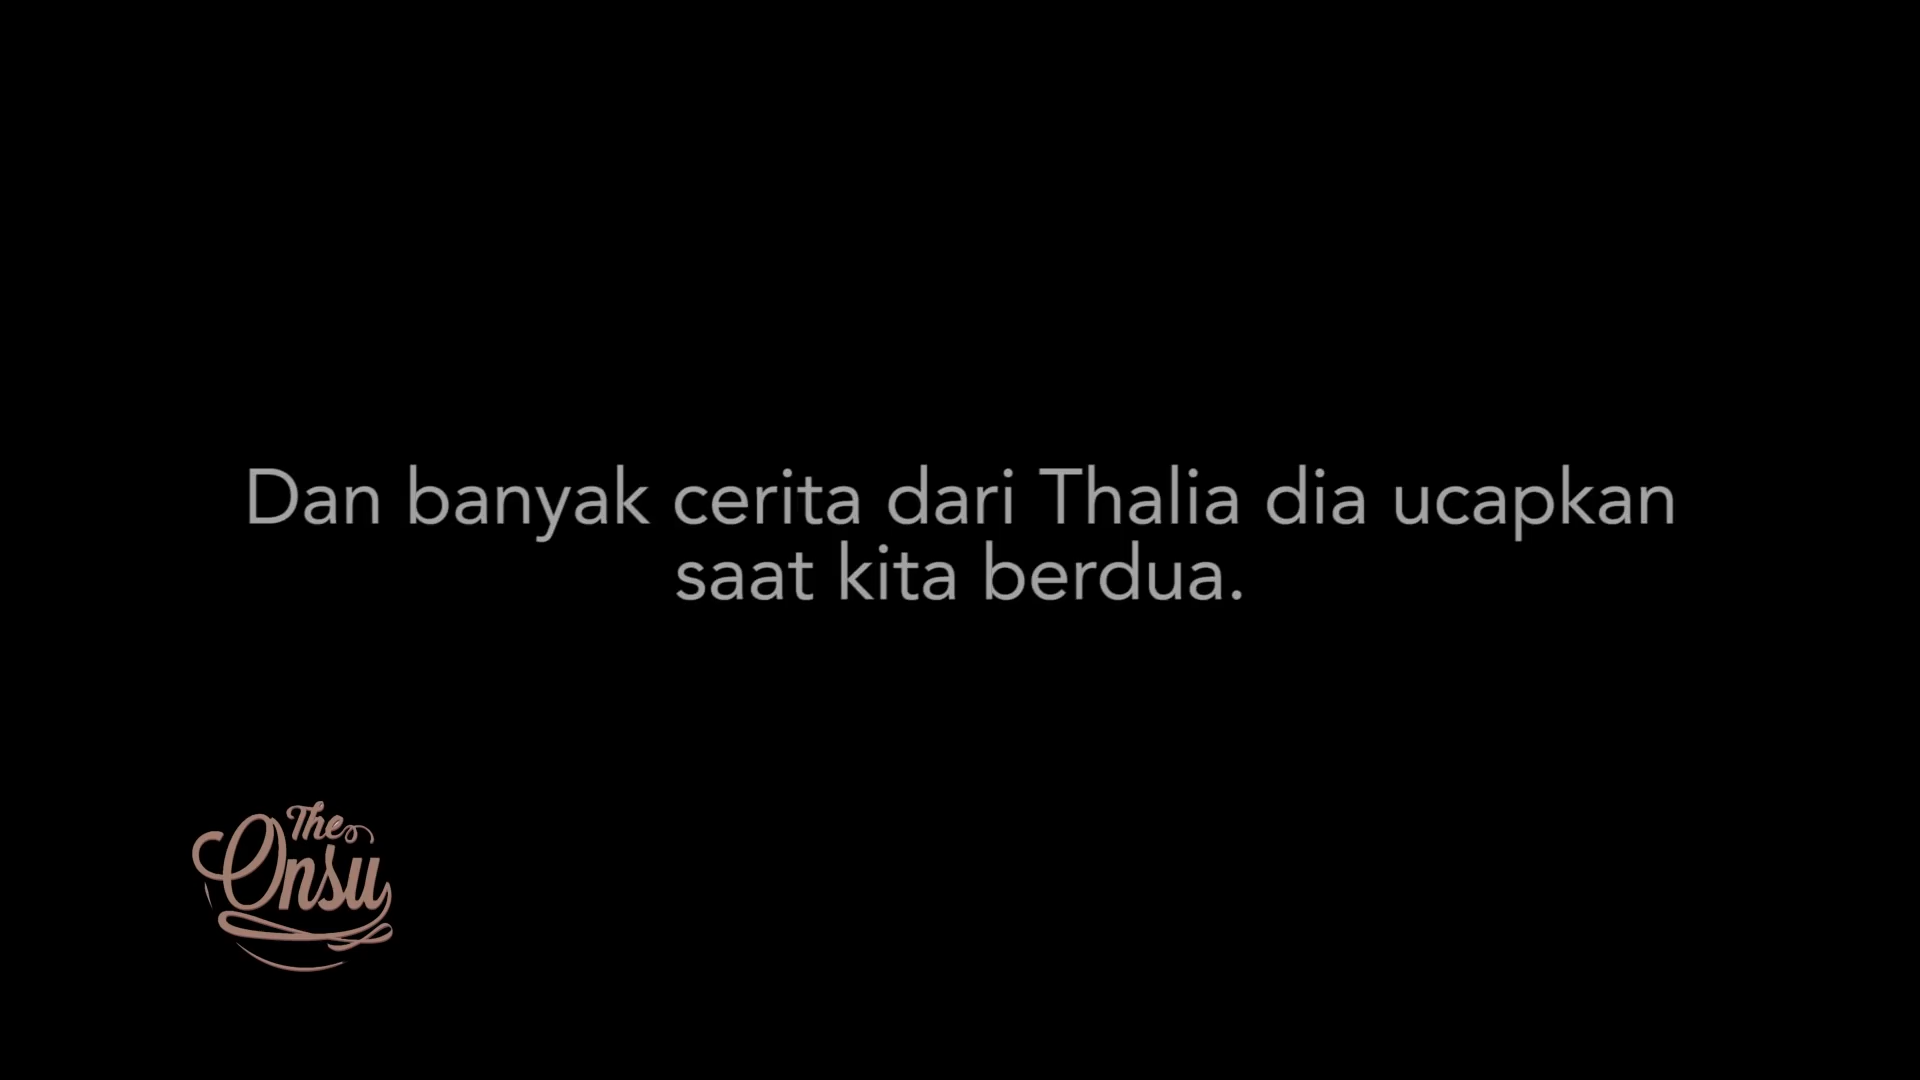 Dan banyak cerita dari Thalia dia ucapkan
saat kita berdua.
The
Onsu